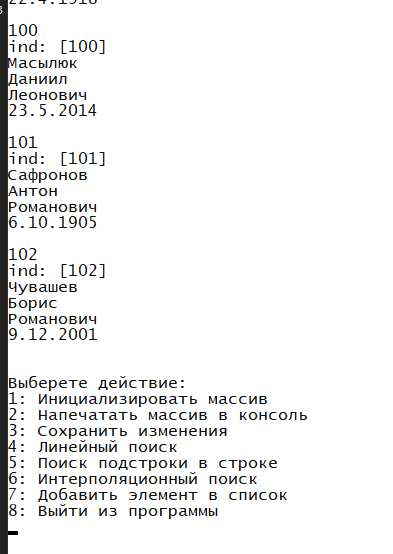 100
ind: [100]
Масылюк
Даниил
Леонович
23.5.2014
101
ind: [101]
Сафронов
Антон
Романович
6.10.1905
102
ind: [102]
Чувашев
Борис
Романович
9.12.2001
Выберете действие:
1: Инициализировать массив
2: Напечатать массив в консоль
3: Сохранить изменения
4: Линейный поиск
5: Поиск подстроки в строке
6: Интерполяционный поиск
7: Добавить элемент в список
8: Выйти из программы